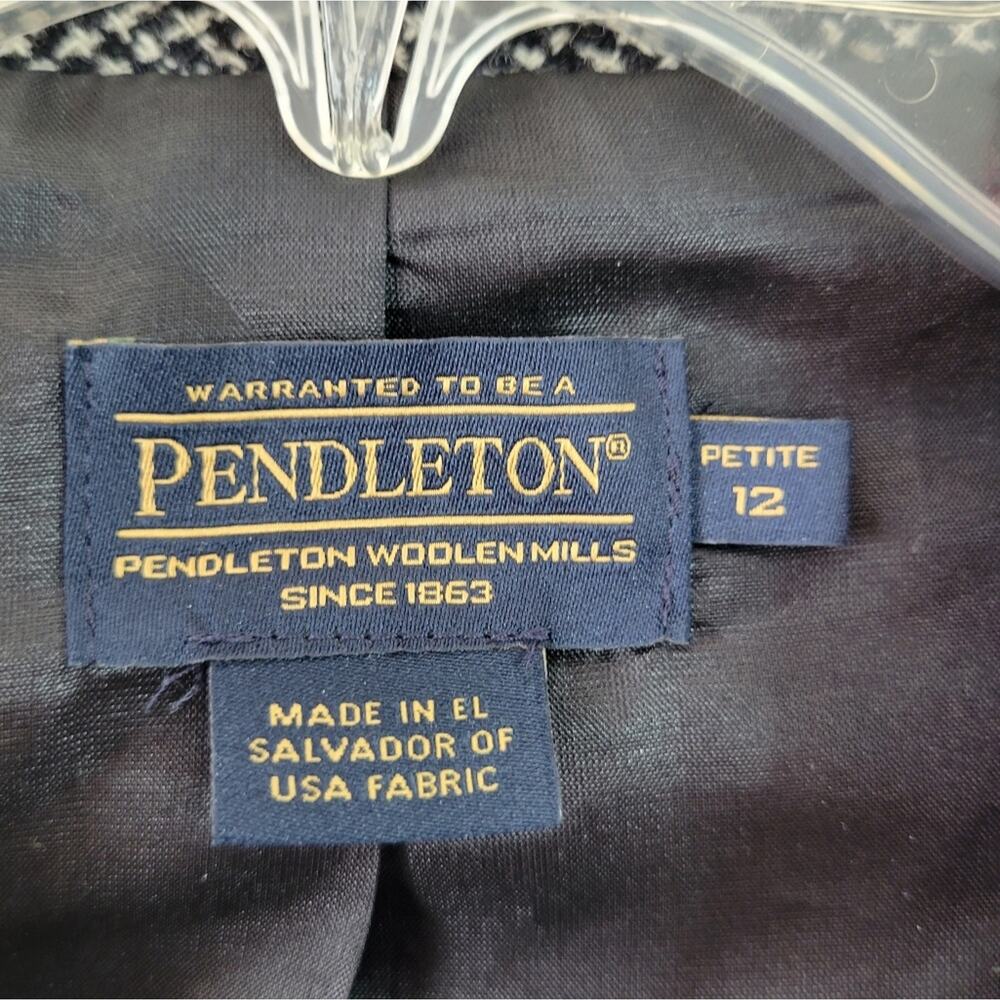 WARRANTED TO BE A
PENDLETON®
PENDLETON WOOLEN MILLS
SINCE 1863
PETITE
12
MADE IN EL
SALVADOR OF
USA FABRIC